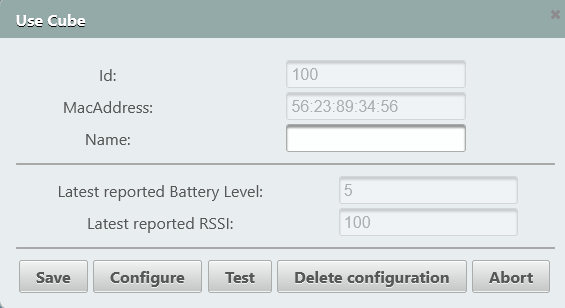 Use Cube
Id: 100
MacAddress: 56:23:89:34:56
Name:
Latest reported Battery Level: 5
Latest reported RSSI: 100
Save Configure Test Delete configuration Abort